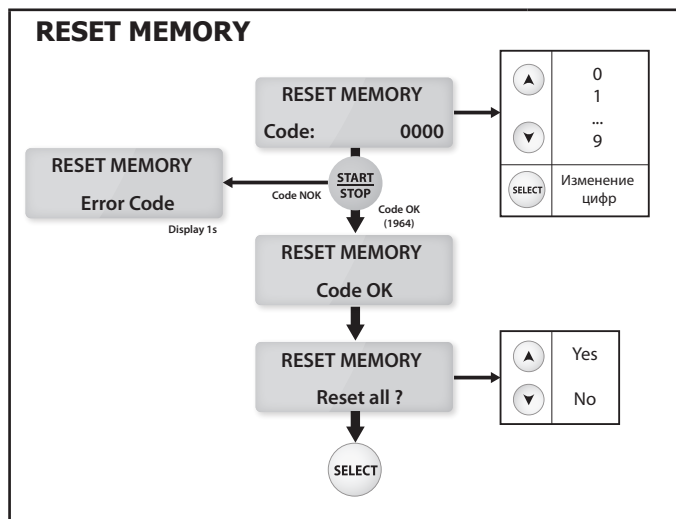 RESET MEMORY
RESET MEMORY
Code: 0000
0
1
...
9
SELECT
Изменение
цифр
START
STOP
Code NOK
Code OK
(1964)
RESET MEMORY
Error Code
Display 1s
RESET MEMORY
Code OK
RESET MEMORY
Reset all ?
Yes
No
SELECT